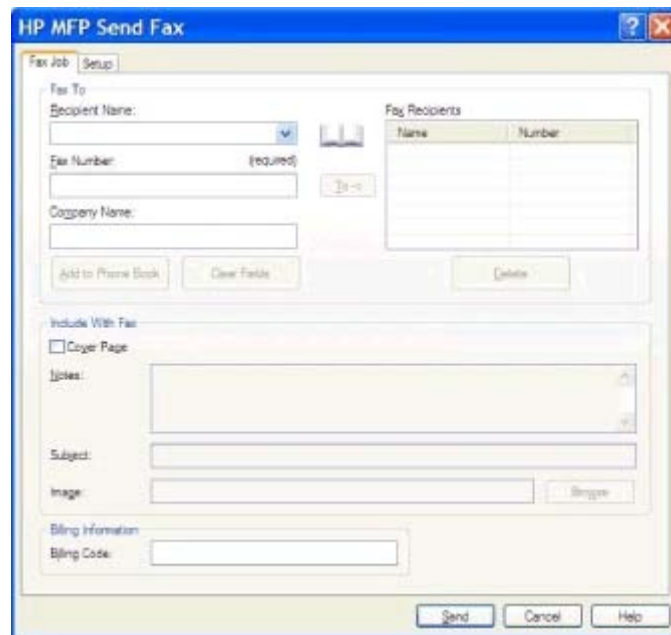 HP MFP Send Fax
Fax Job Setup
Fax To
Recipient Name:
Fax Number: (required)
Company Name:
Add to Phone Book Clear Fields
To ->
Fax Recipients
Name Number
Delete
Include With Fax
Cover Page
Notes:
Subject:
Image: Browse
Billing Information
Billing Code:
Send Cancel Help